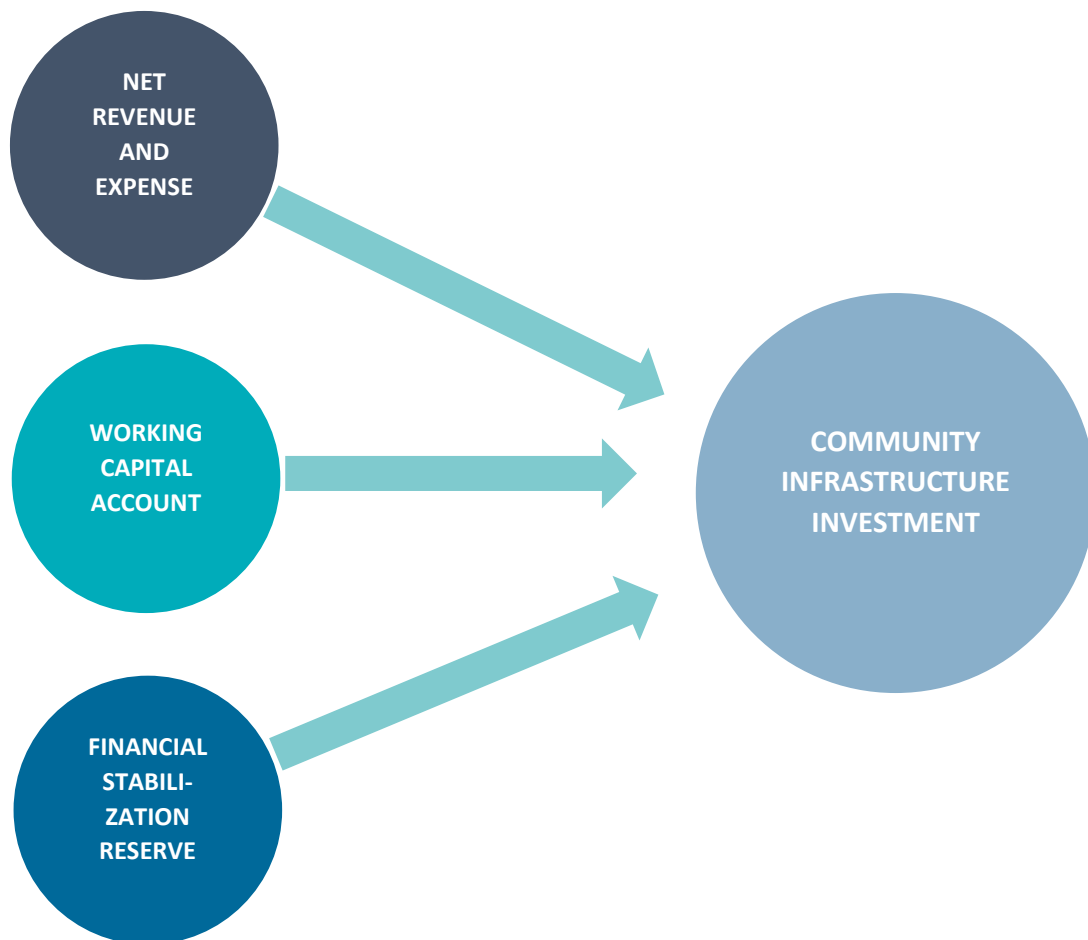 NET
REVENUE
AND
EXPENSE
WORKING
CAPITAL
ACCOUNT
FINANCIAL
STABILI-
ZATION
RESERVE
COMMUNITY
INFRASTRUCTURE
INVESTMENT